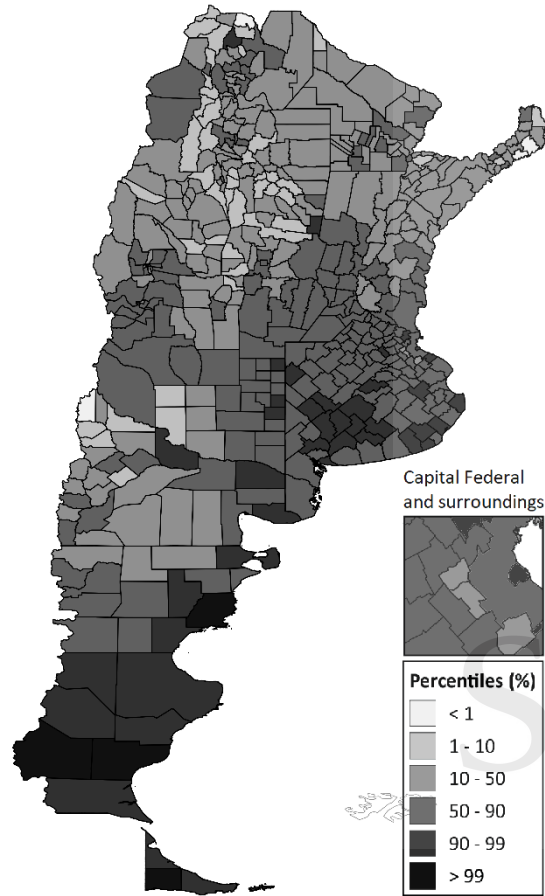 Capital Federal
and surroundings
S
Percentiles (%)
< 1
1 - 10
10 - 50
50 - 90
90 - 99
> 99